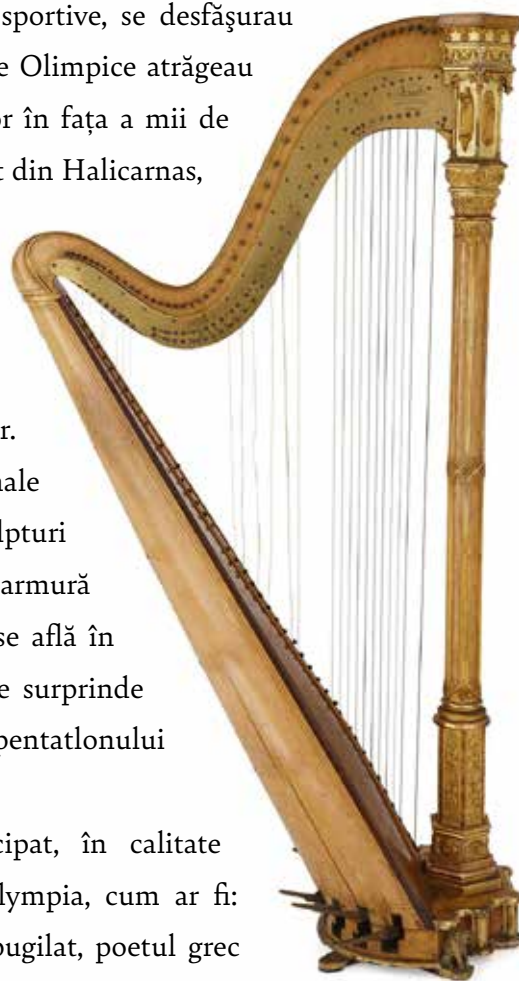 sportive, se desfășurau
e Olimpice atrăgeau
or în fața a mii de
t din Halicarnas,
r.
nale
lpturi
armură
se află în
e surprinde
pentatlonului
cipat, în calitate
lympia, cum ar fi:
pugilat, poetul grec